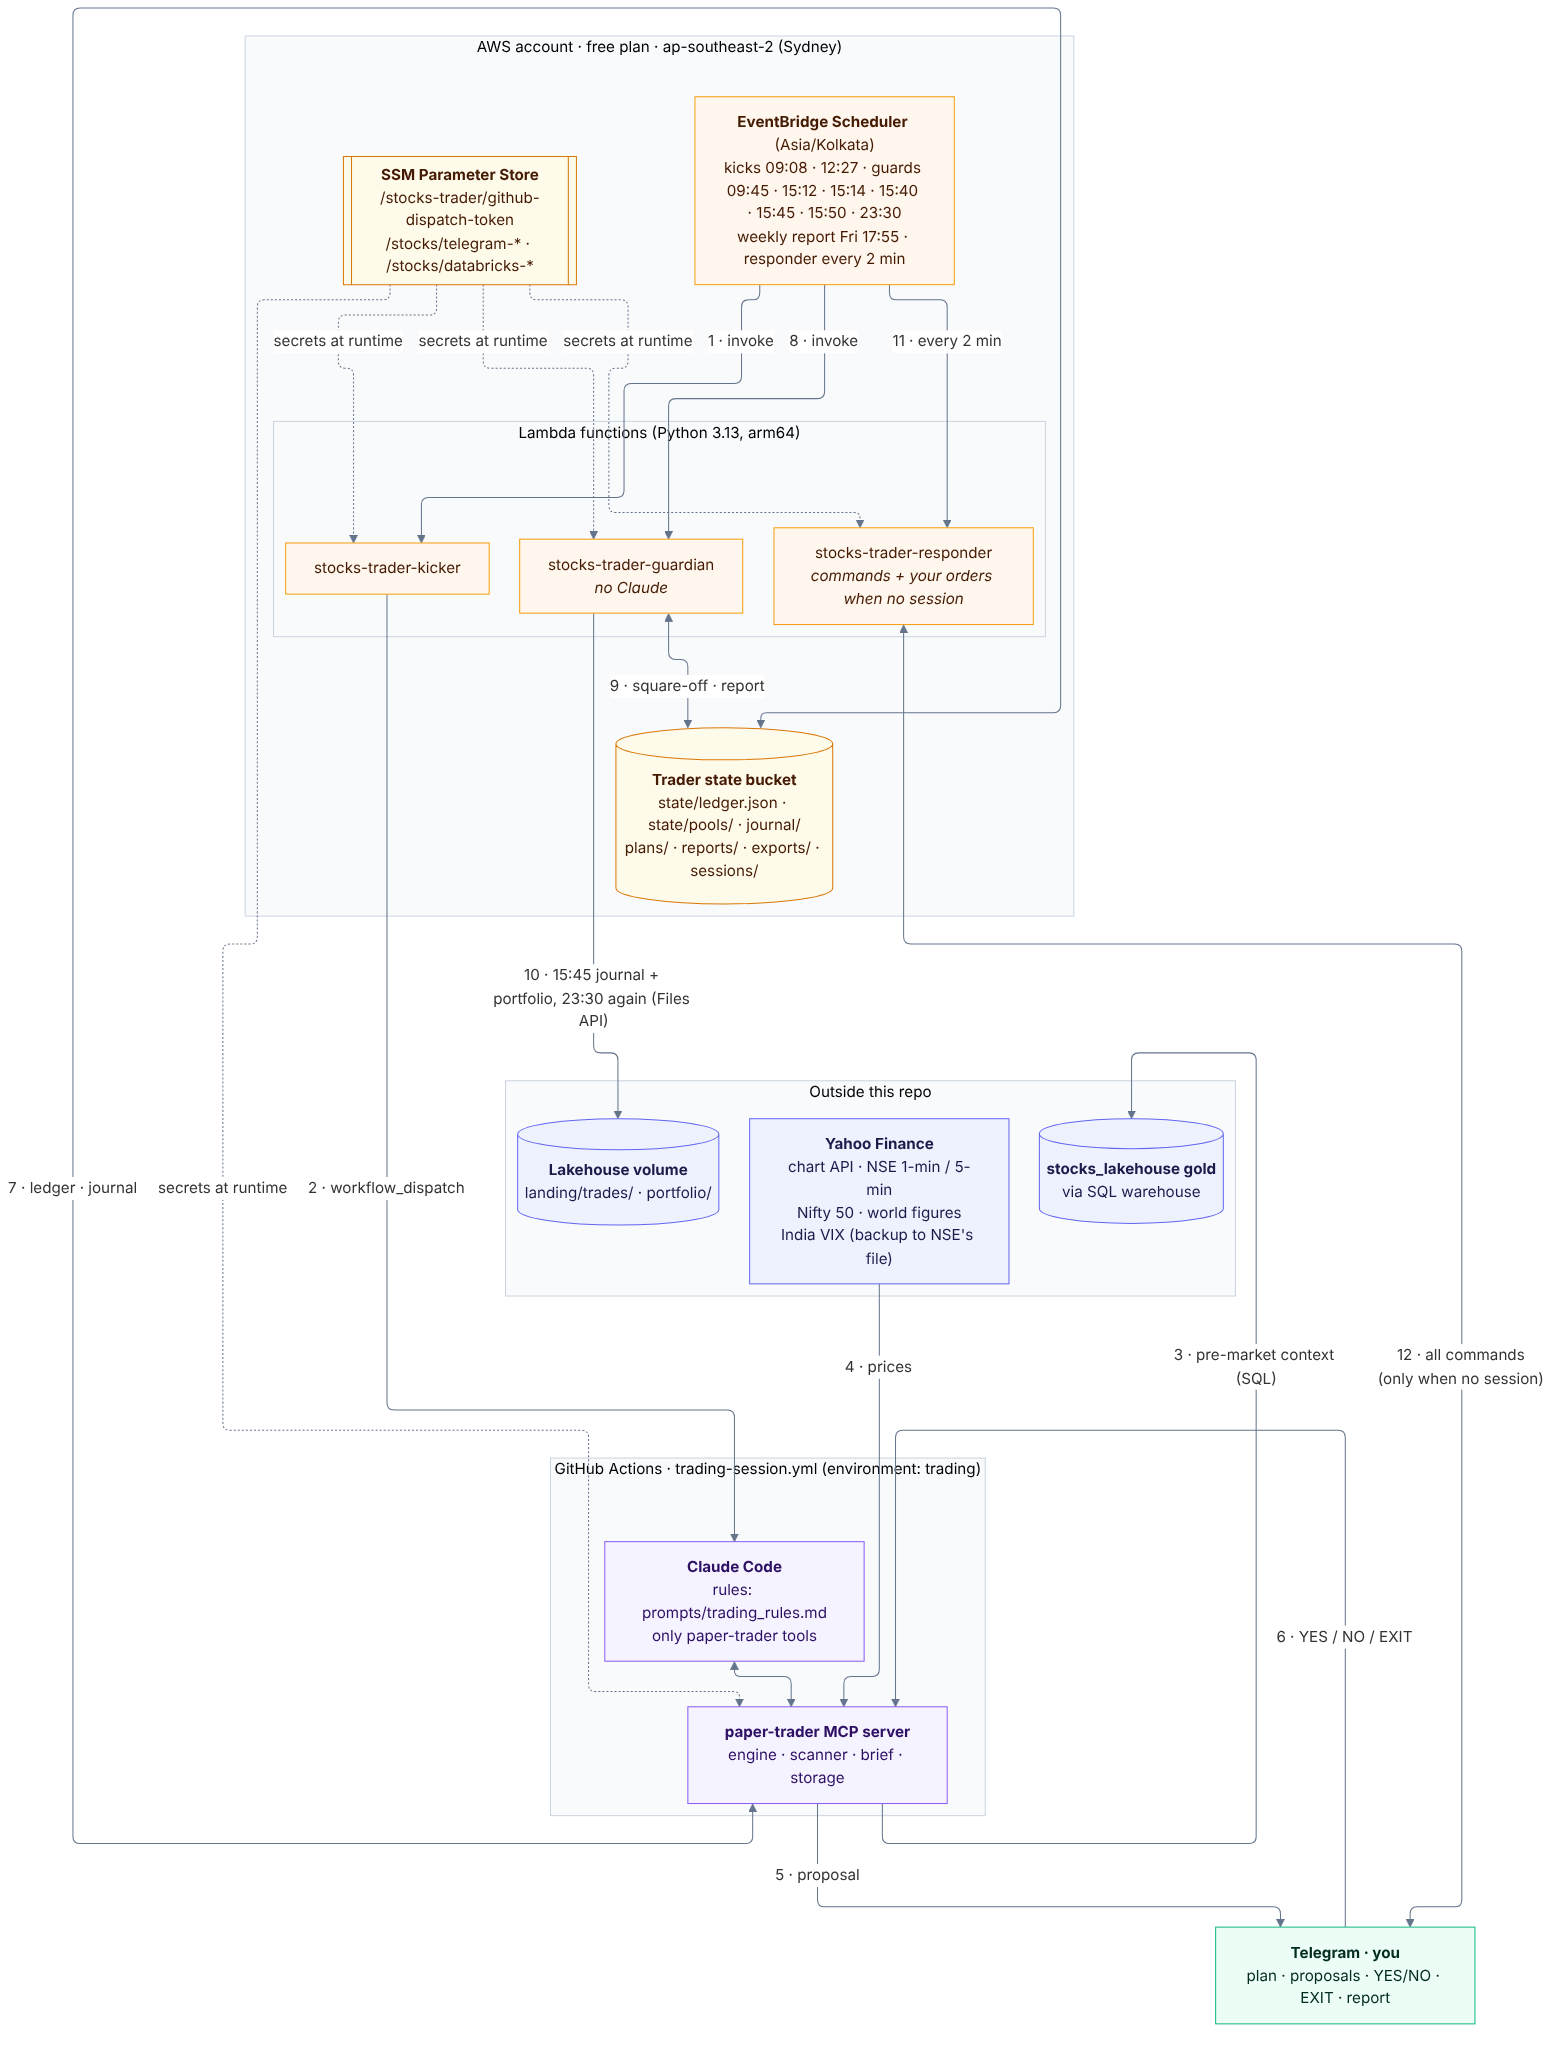 AWS account · free plan · ap-southeast-2 (Sydney)
EventBridge Scheduler
(Asia/Kolkata)
kicks 09:08 · 12:27 · guards
09:45 · 15:12 · 15:14 · 15:40
· 15:45 · 15:50 · 23:30
weekly report Fri 17:55 ·
responder every 2 min
SSM Parameter Store
/stocks-trader/github-
dispatch-token
/stocks/telegram-* ·
/stocks/databricks-*
secrets at runtime
secrets at runtime
secrets at runtime
1 · invoke
8 · invoke
11 · every 2 min
Lambda functions (Python 3.13, arm64)
stocks-trader-kicker
stocks-trader-guardian
no Claude
stocks-trader-responder
commands + your orders
when no session
9 · square-off · report
Trader state bucket
state/ledger.json ·
state/pools/ · journal/
plans/ · reports/ · exports/ ·
sessions/
10 · 15:45 journal +
portfolio, 23:30 again (Files
API)
Outside this repo
Lakehouse volume
landing/trades/ · portfolio/
Yahoo Finance
chart API · NSE 1-min / 5-
min
Nifty 50 · world figures
India VIX (backup to NSE's
file)
stocks_lakehouse gold
via SQL warehouse
7 · ledger · journal
secrets at runtime
2 · workflow_dispatch
4 · prices
3 · pre-market context
(SQL)
12 · all commands
(only when no session)
GitHub Actions · trading-session.yml (environment: trading)
Claude Code
rules:
prompts/trading_rules.md
only paper-trader tools
6 · YES / NO / EXIT
paper-trader MCP server
engine · scanner · brief ·
storage
5 · proposal
Telegram · you
plan · proposals · YES/NO ·
EXIT · report